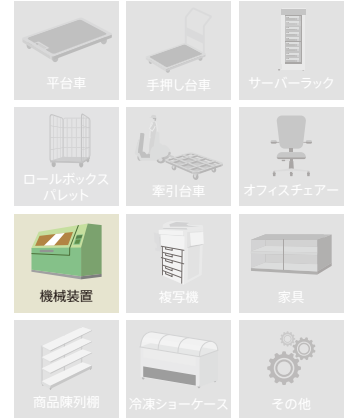 平台車
手押し台車
サーバーラック
ロールボックス
パレット
牽引台車
オフィスチェアー
機械装置
複写機
家具
商品陳列棚
冷凍ショーケース
その他